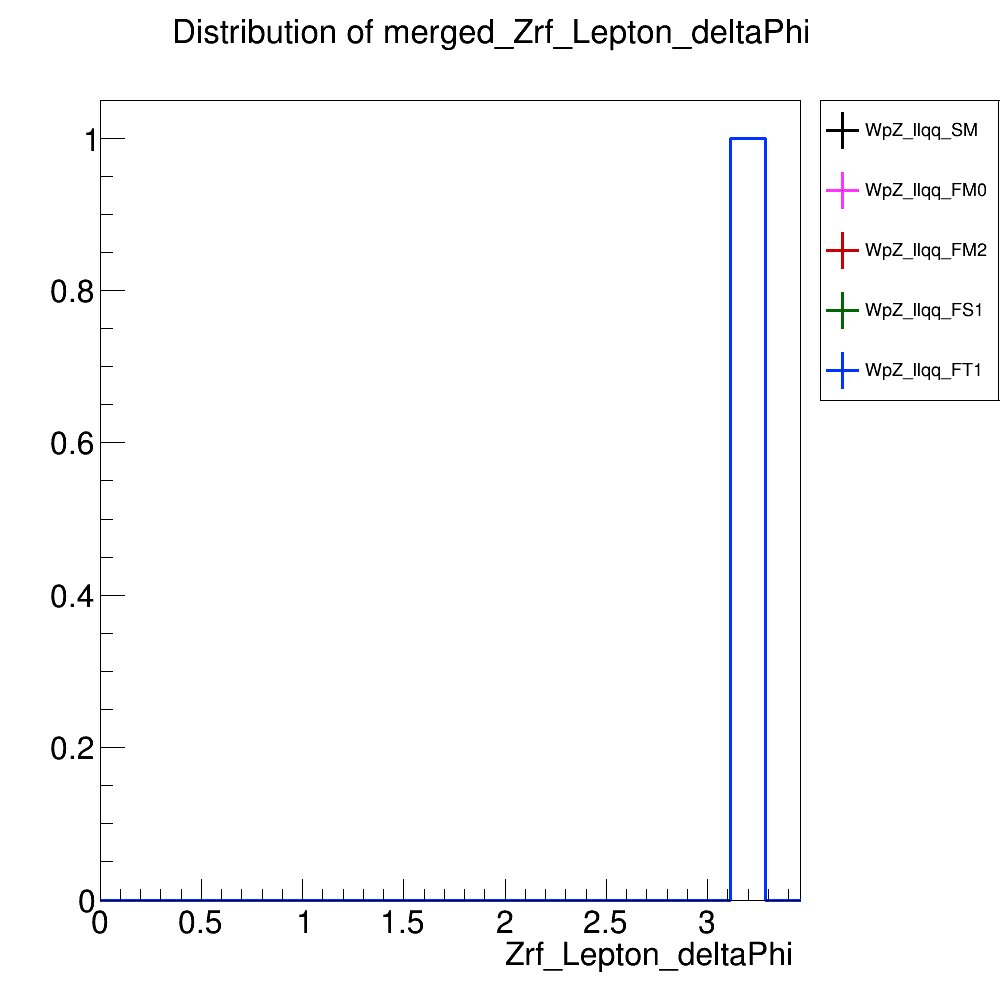 Distribution of merged_Zrf_Lepton_deltaPhi
1
0.8
0.6
0.4
0.2
0
0 0.5 1 1.5 2 2.5 3
Zrf_Lepton_deltaPhi
WpZ_llqq_SM
WpZ_llqq_FM0
WpZ_llqq_FM2
WpZ_llqq_FS1
WpZ_llqq_FT1